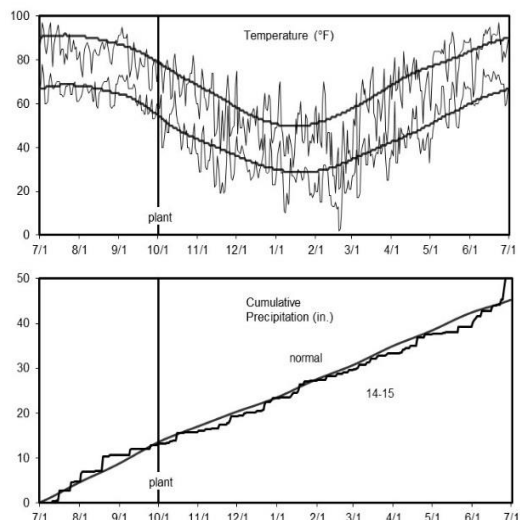 100
Temperature (°F)
80
60
40
20
plant
0
7/1 8/1 9/1 10/1 11/1 12/1 1/1 2/1 3/1 4/1 5/1 6/1 7/1
50
Cumulative
Precipitation (in.)
40
normal
30
14-15
20
10
plant
0
7/1 8/1 9/1 10/1 11/1 12/1 1/1 2/1 3/1 4/1 5/1 6/1 7/1